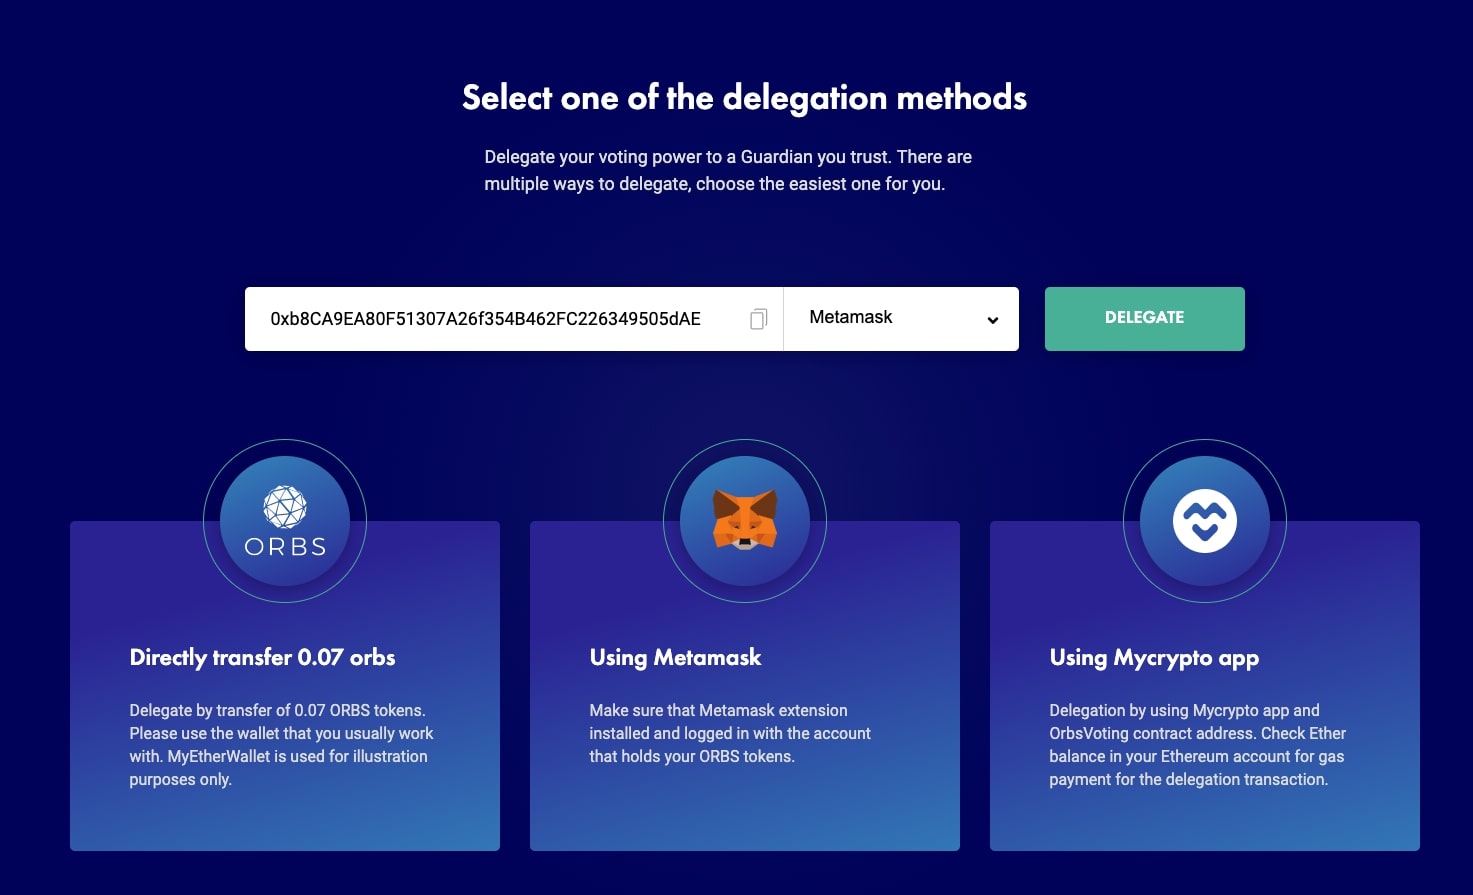 Select one of the delegation methods
Delegate your voting power to a Guardian you trust. There are
multiple ways to delegate, choose the easiest one for you.
0xb8CA9EA80F51307A26f354B462FC226349505dAE
Metamask
DELEGATE
ORBS
Directly transfer 0.07 orbs
Delegate by transfer of 0.07 ORBS tokens.
Please use the wallet that you usually work
with. MyEtherWallet is used for illustration
purposes only.
Using Metamask
Make sure that Metamask extension
installed and logged in with the account
that holds your ORBS tokens.
Using Mycrypto app
Delegation by using Mycrypto app and
OrbsVoting contract address. Check Ether
balance in your Ethereum account for gas
payment for the delegation transaction.